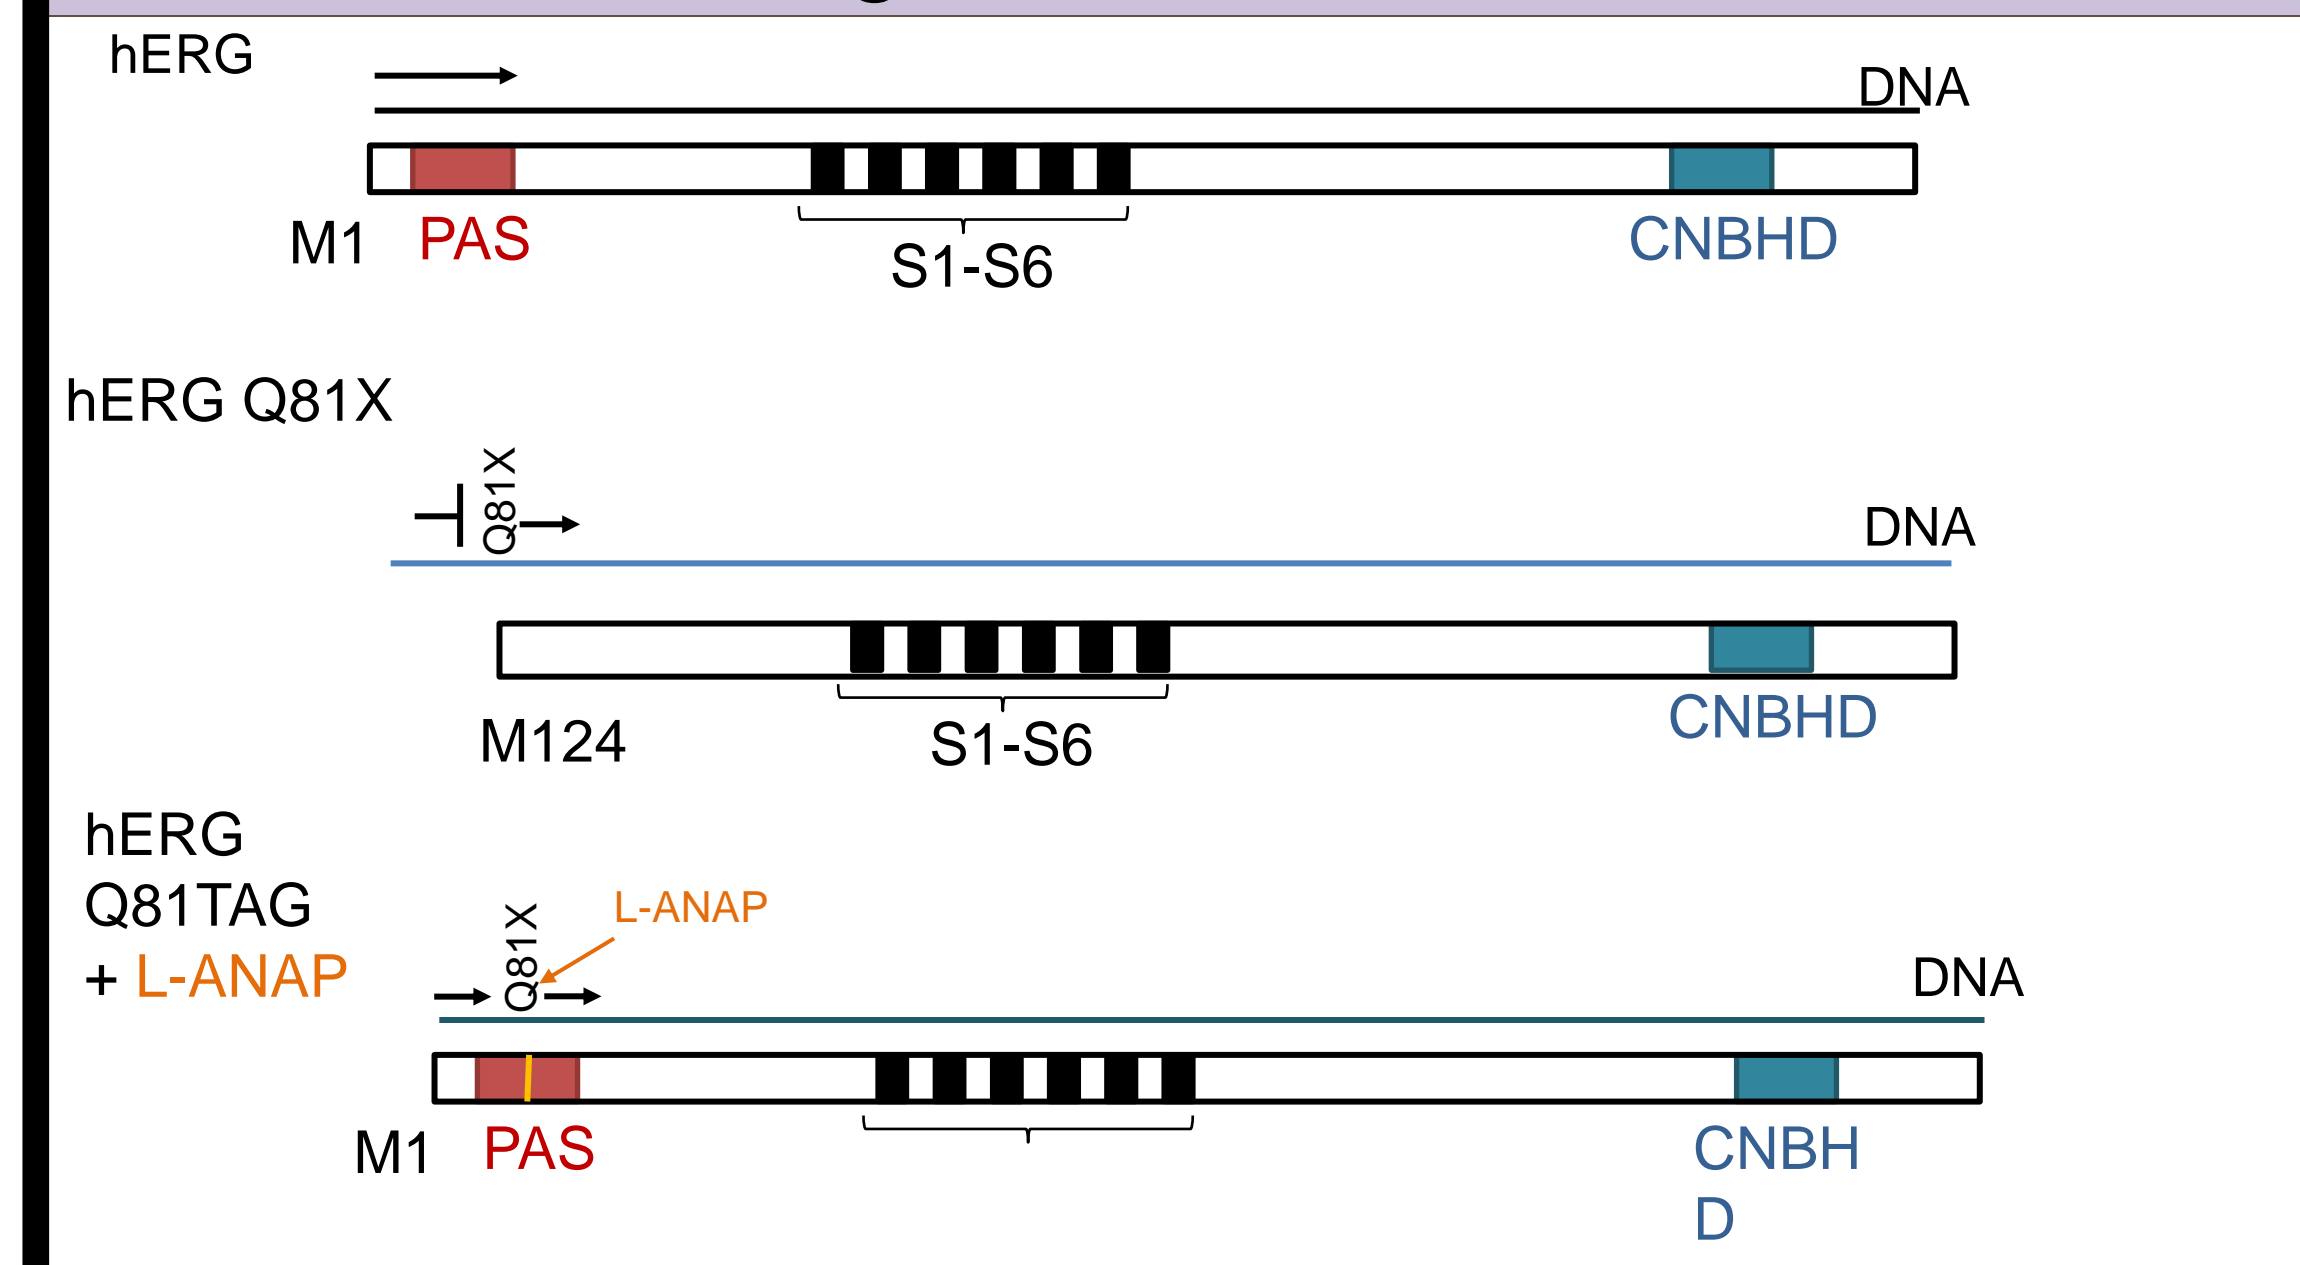 hERG
DNA
M1
PAS
S1-S6
CNBHD
hERG Q81X
Q81X
DNA
M124
S1-S6
CNBHD
hERG
Q81TAG
+ L-ANAP
Q81X
L-ANAP
DNA
M1
PAS
CNBH
D